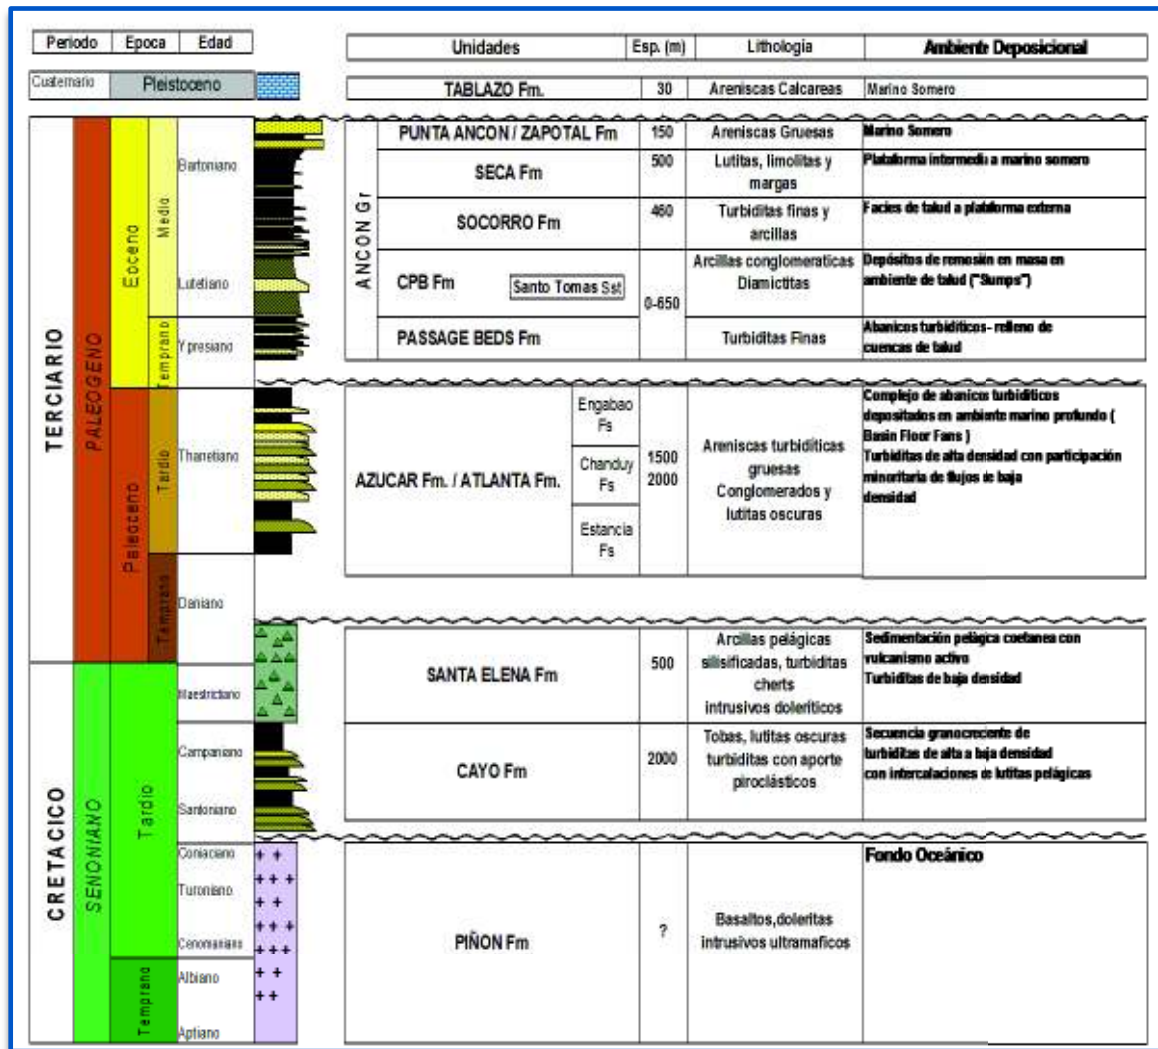 Periodo Epoca Edad Unidades Esp. (m) Lithología Ambiente Deposicional
Cuaternario Pleistoceno TABLAZO Fm. 30 Areniscas Calcareas Marino Somero
TERCIARIO
PALEOGENO
Eoceno
Medio
Temprano
Bartoniano
Lutetiano
Ypresiano
ANCON Gr
PUNTA ANCON / ZAPOTAL Fm 150 Areniscas Gruesas Marino Somero
SECA Fm 500 Lutitas, limolitas y
margas
Plataforma intermedia a marino somero
SOCORRO Fm 460 Turbiditas finas y
arcillas
Facies de talud a plataforma externa
CPB Fm Santo Tomas Sst 0-650
Arcillas conglomeraticas
Diamictitas
Depósitos de remosión en masa en
ambiente de talud ("Slumps")
PASSAGE BEDS Fm Turbiditas Finas
Abanicos turbidíticos- relleno de
cuencas de talud
Paleoceno
Tardio
Temprano
Thanetiano
Daniano
AZUCAR Fm. / ATLANTA Fm.
Engabao
Fs
Chanduy
Fs
Estancia
Fs
1500
2000
Areniscas turbidíticas
gruesas
Conglomerados y
lutitas oscuras
Complejo de abanicos turbidíticos
depositados en ambiente marino profundo (
Basin Floor Fans )
Turbiditas de alta densidad con participación
minoritaria de flujos de baja
densidad
CRETACICO
SENONIANO
Tardio
Temprano
Maestrictiano
Campaniano
Santoniano
Coniaciano
Turoniano
Cenomaniano
Albiano
Aptiano
SANTA ELENA Fm 500
Arcillas pelágicas
silisificadas, turbiditas
cherts
intrusivos doleríticos
Sedimentación pelágica coetanea con
vulcanismo activo
Turbiditas de baja densidad
CAYO Fm 2000
Tobas, lutitas oscuras
turbiditas con aporte
piroclásticos
Secuencia granocreciente de
turbiditas de alta a baja densidad
con intercalaciones de lutitas pelágicas
PIÑON Fm ?
Basaltos,doleritas
intrusivos ultramaficos
Fondo Oceánico